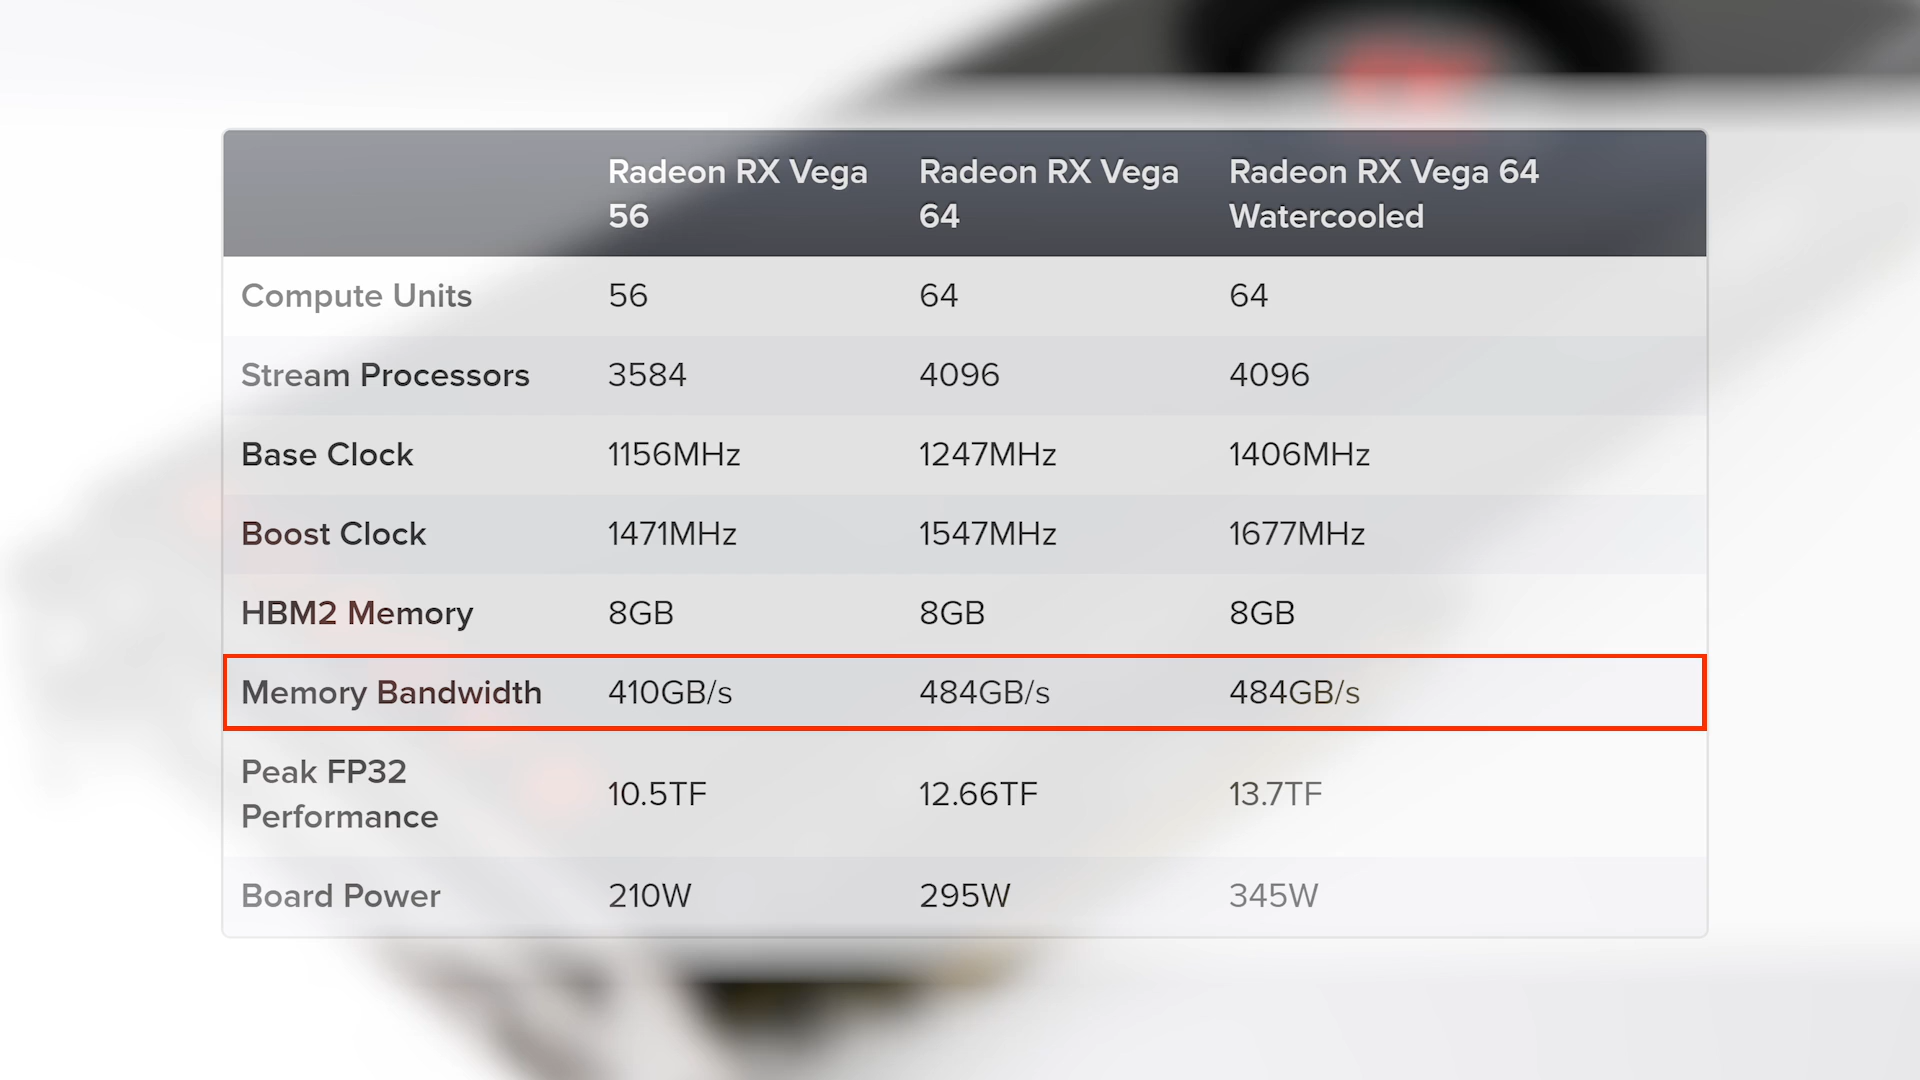 Radeon RX Vega 56 Radeon RX Vega 64 Radeon RX Vega 64 Watercooled
Compute Units 56 64 64
Stream Processors 3584 4096 4096
Base Clock 1156MHz 1247MHz 1406MHz
Boost Clock 1471MHz 1547MHz 1677MHz
HBM2 Memory 8GB 8GB 8GB
Memory Bandwidth 410GB/s 484GB/s 484GB/s
Peak FP32 Performance 10.5TF 12.66TF 13.7TF
Board Power 210W 295W 345W